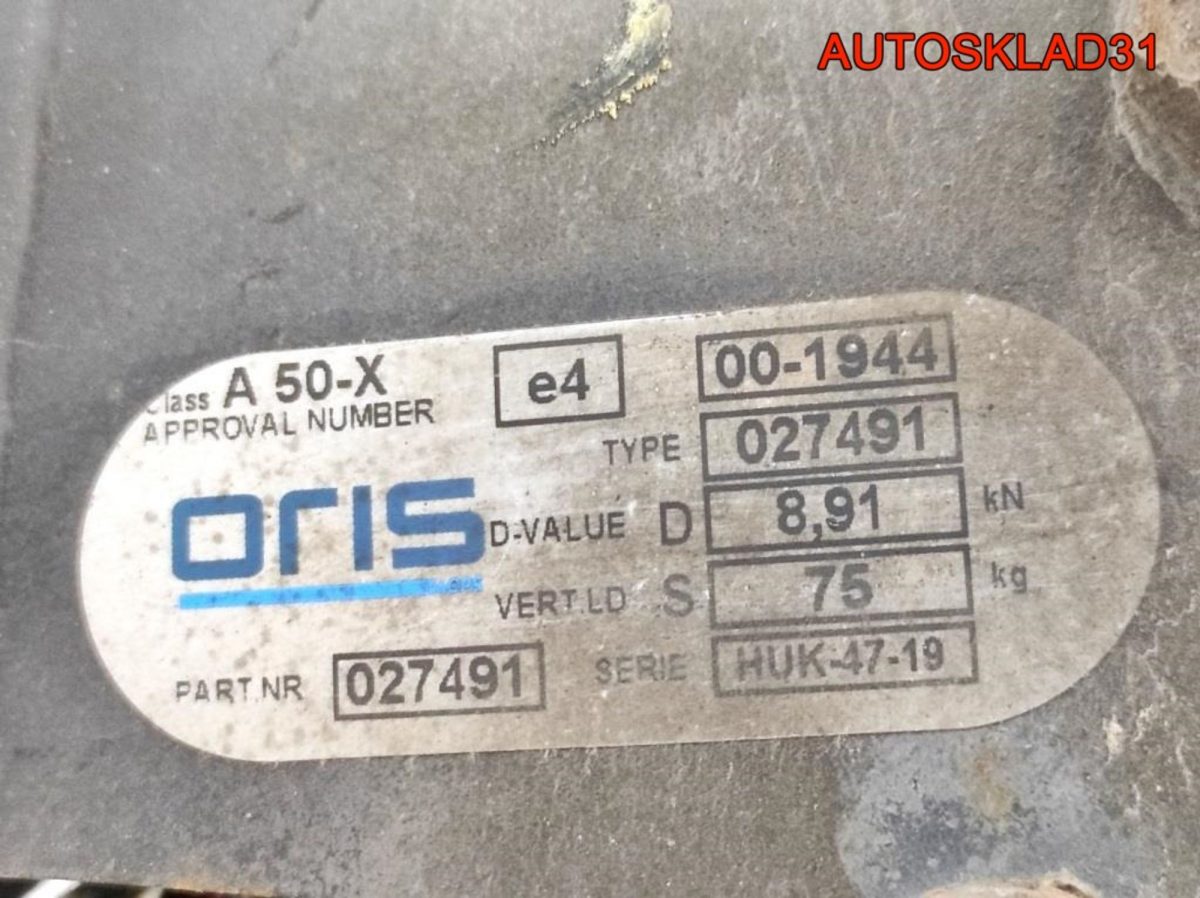 AUTOSKLAD31
Class A 50-X
APPROVAL NUMBER e4 00-1944
TYPE 027491
oris
D-VALUE D 8,91 kN
VERT.LD S 75 kg
PART.NR 027491 SERIE HUK-47-19